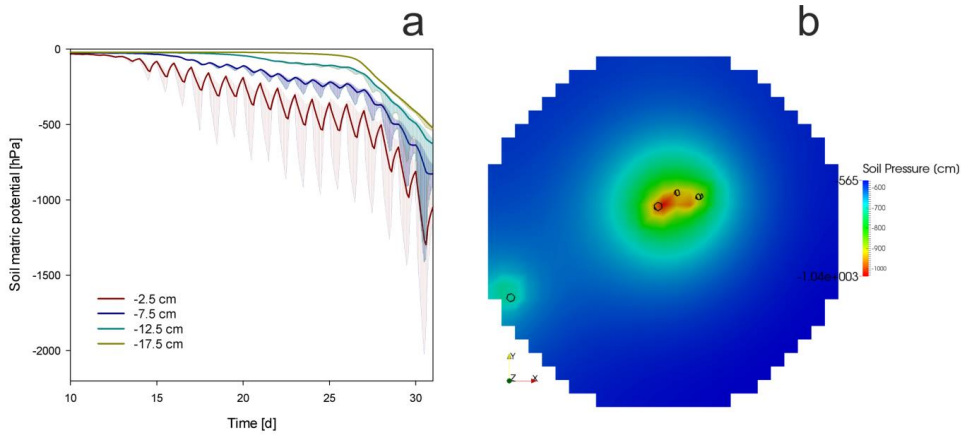 a
b
0
-500
-1000
-1500
-2000
Soil matric potential [hPa]
-2.5 cm
-7.5 cm
-12.5 cm
-17.5 cm
10
15
20
25
30
Time [d]
Soil Pressure (cm)
565
-600
-700
-800
-900
-1000
-1.04e+003
Y
Z
X